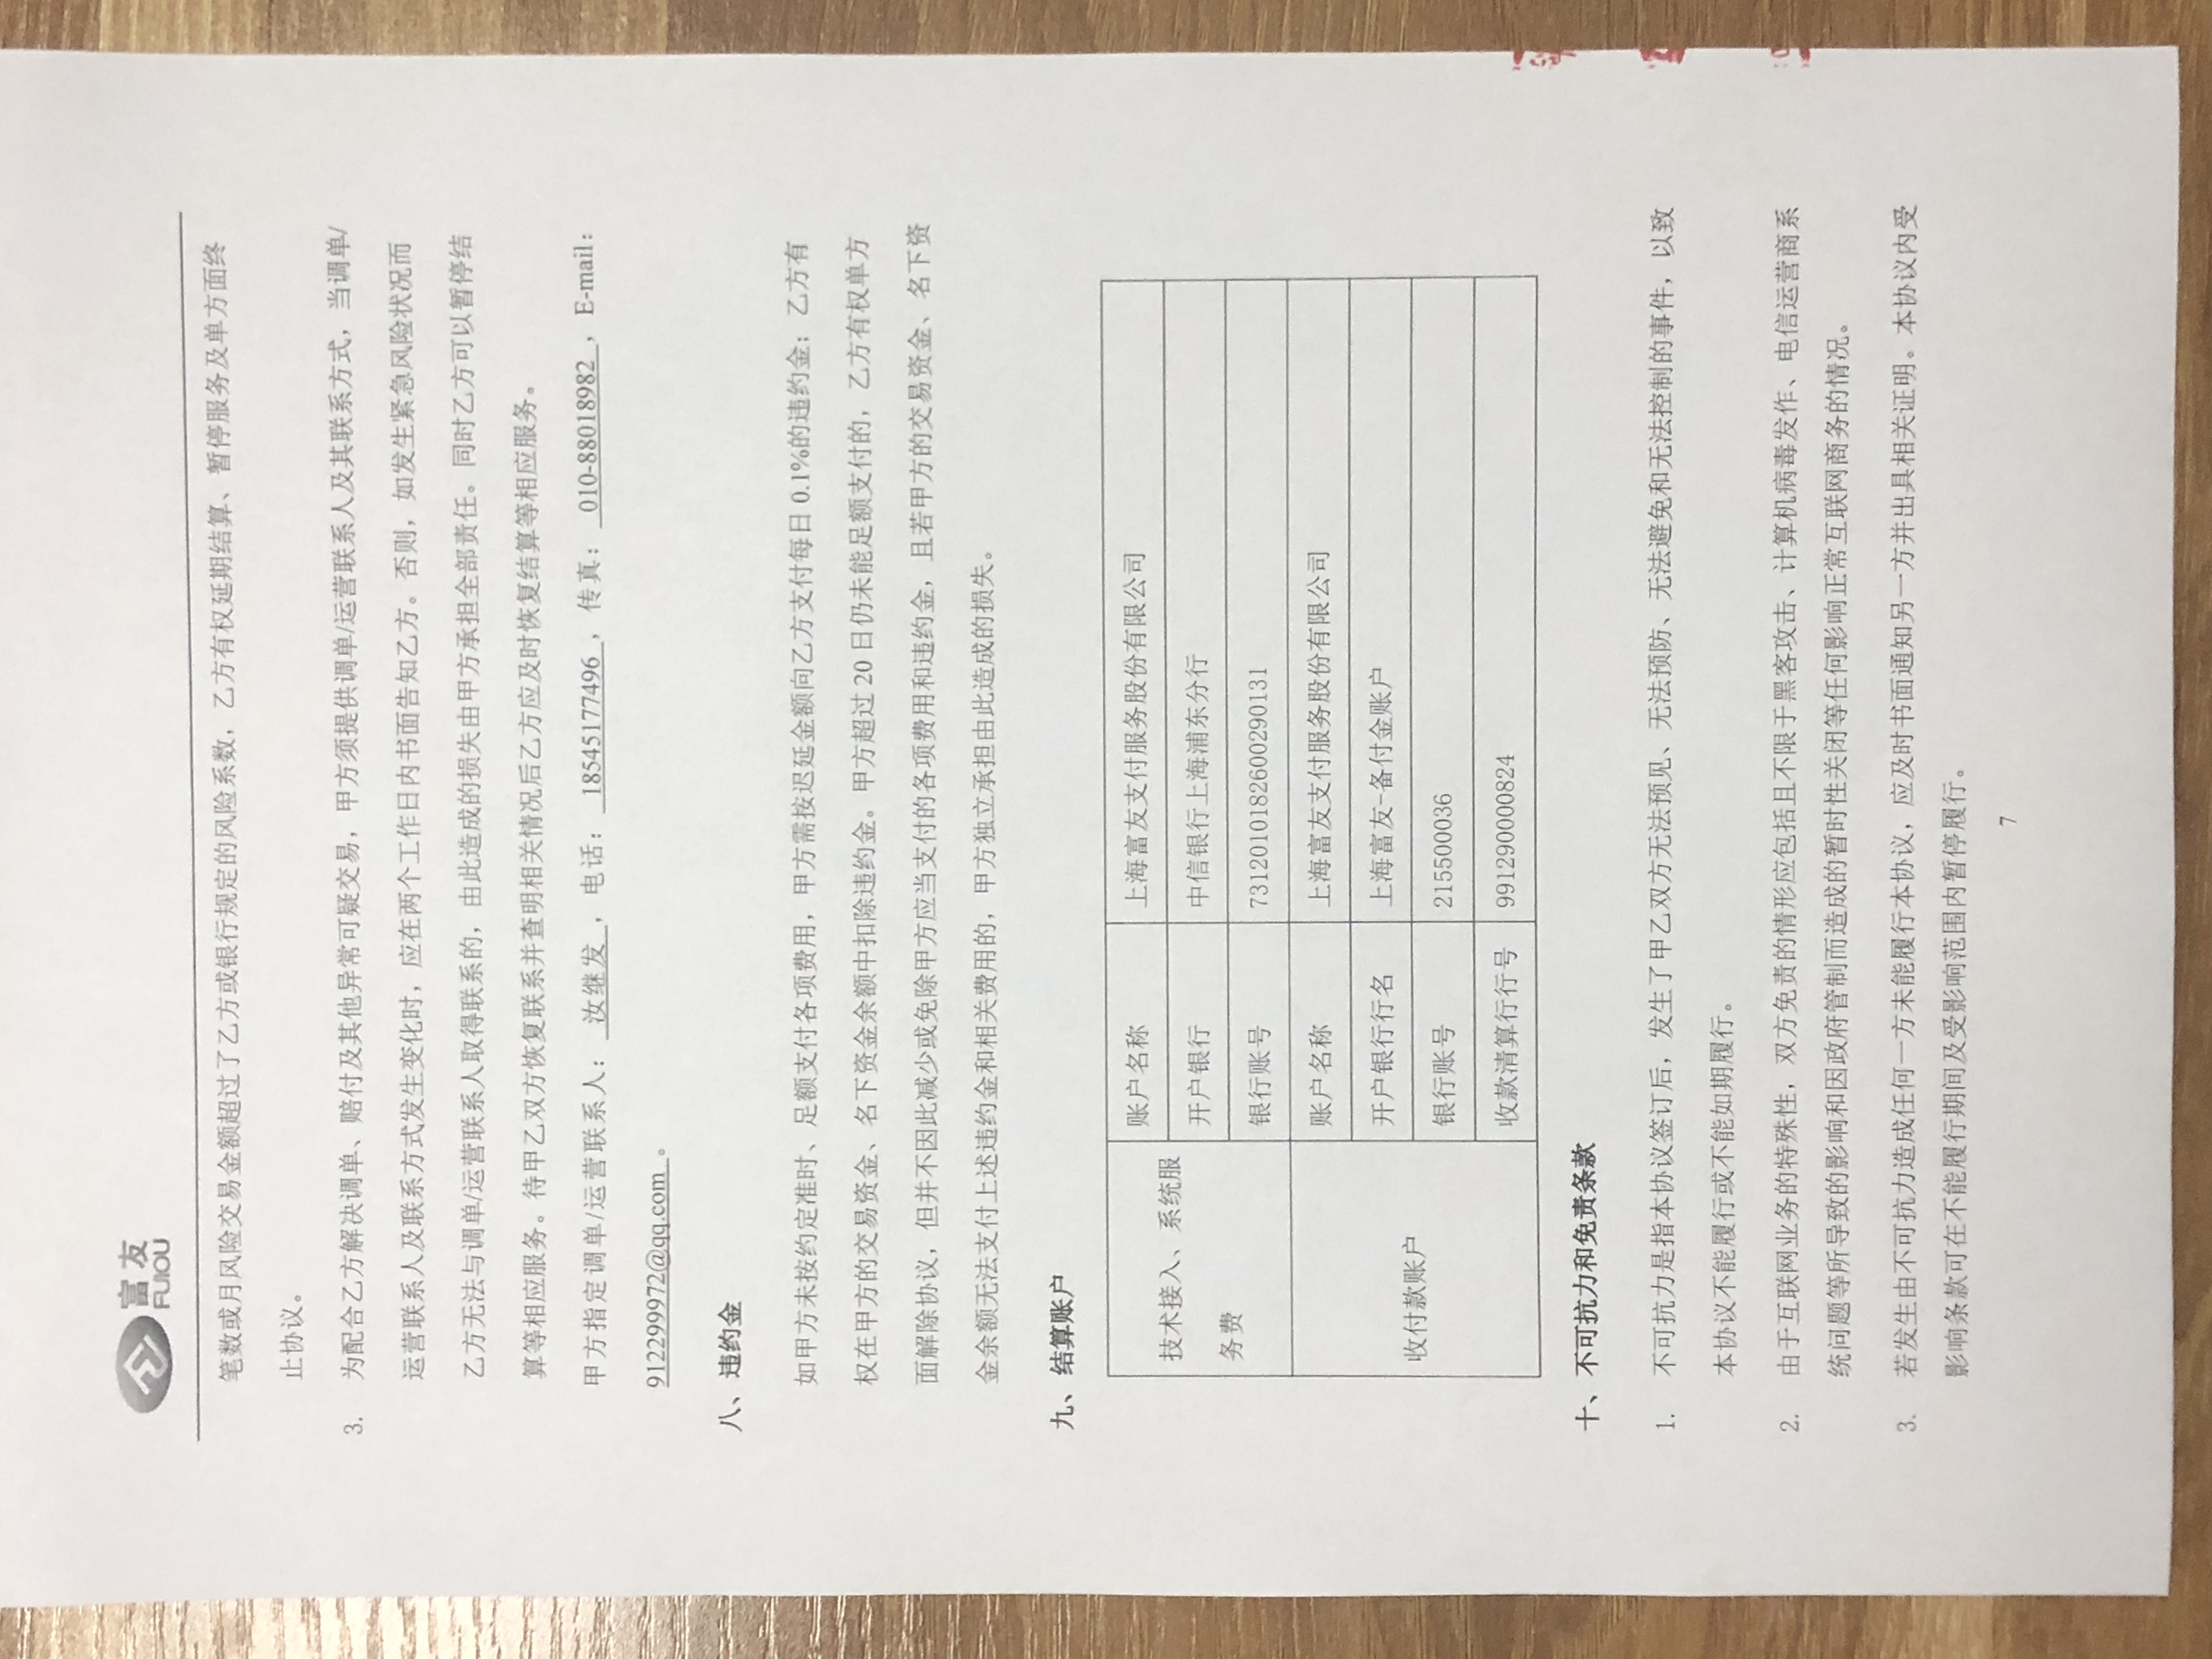 富友
FUIOU
笔数或月风险交易金额超过了乙方或银行规定的风险系数，乙方有权延期结算、暂停服务及单方面终
止协议。
3. 为配合乙方解决调单、赔付及其他异常可疑交易，甲方须提供调单/运营联系人及其联系方式，当调单/
运营联系人及联系方式发生变化时，应在两个工作日内书面告知乙方。否则，如发生紧急风险状况而
乙方无法与调单/运营联系人取得联系的，由此造成的损失由甲方承担全部责任。同时乙方可以暂停结
算等相应服务。待甲乙双方恢复联系并查明相关情况后乙方应及时恢复结算等相应服务。
甲方指定调单/运营联系人： 汝继发 ，电话： 18545177496 ，传真： 010-88018982 ，E-mail：
912299972@qq.com 。
八、违约金
如甲方未按约定准时、足额支付各项费用，甲方需按迟延金额向乙方支付每日 0.1%的违约金；乙方有
权在甲方的交易资金、名下资金余额中扣除违约金。甲方超过 20 日仍未能足额支付的，乙方有权单方
面解除协议，但并不因此减少或免除甲方应当支付的各项费用和违约金，且若甲方的交易资金、名下资
金余额无法支付上述违约金和相关费用的，甲方独立承担由此造成的损失。
九、结算账户
技术接入、系统服
务费
账户名称 上海富友支付服务股份有限公司
开户银行 中信银行上海浦东分行
银行账号 7312010182600290131
收付款账户
账户名称 上海富友支付服务股份有限公司
开户银行行名 上海富友-备付金账户
银行账号 215500036
收款清算行行号 991290000824
十、不可抗力和免责条款
1. 不可抗力是指本协议签订后，发生了甲乙双方无法预见、无法预防、无法避免和无法控制的事件，以致
本协议不能履行或不能如期履行。
2. 由于互联网业务的特殊性，双方免责的情形应包括且不限于黑客攻击、计算机病毒发作、电信运营商系
统问题等所导致的影响和因政府管制而造成的暂时性关闭等任何影响正常互联网商务的情况。
3. 若发生由不可抗力造成任何一方未能履行本协议，应及时书面通知另一方并出具相关证明。本协议内受
影响条款可在不能履行期间及受影响范围内暂停履行。
7